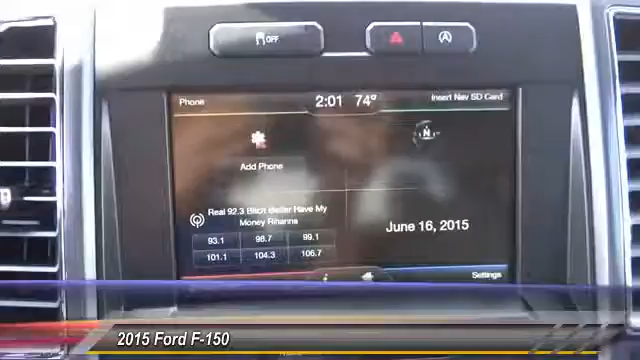 OFF
Phone
2:01 74°
Insert Nav SD Card
N
Add Phone
Real 92.3 Bitch Better Have My
Money Rihanna
93.1 98.7 99.1
101.1 104.3 106.7
June 16, 2015
Settings
2015 Ford F-150